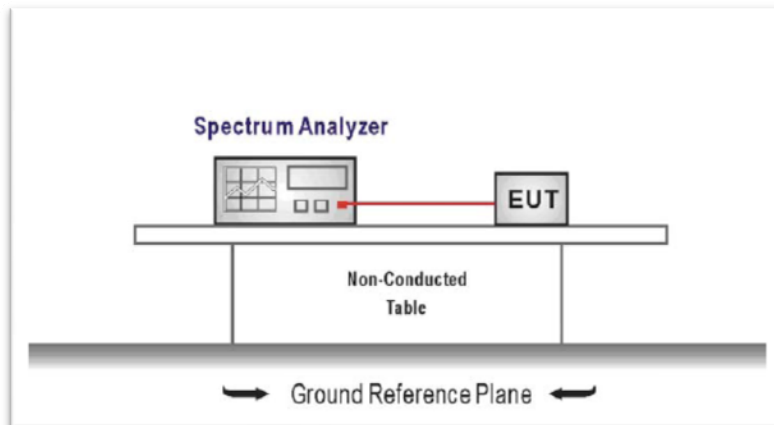 Spectrum Analyzer
EUT
Non-Conducted
Table
Ground Reference Plane